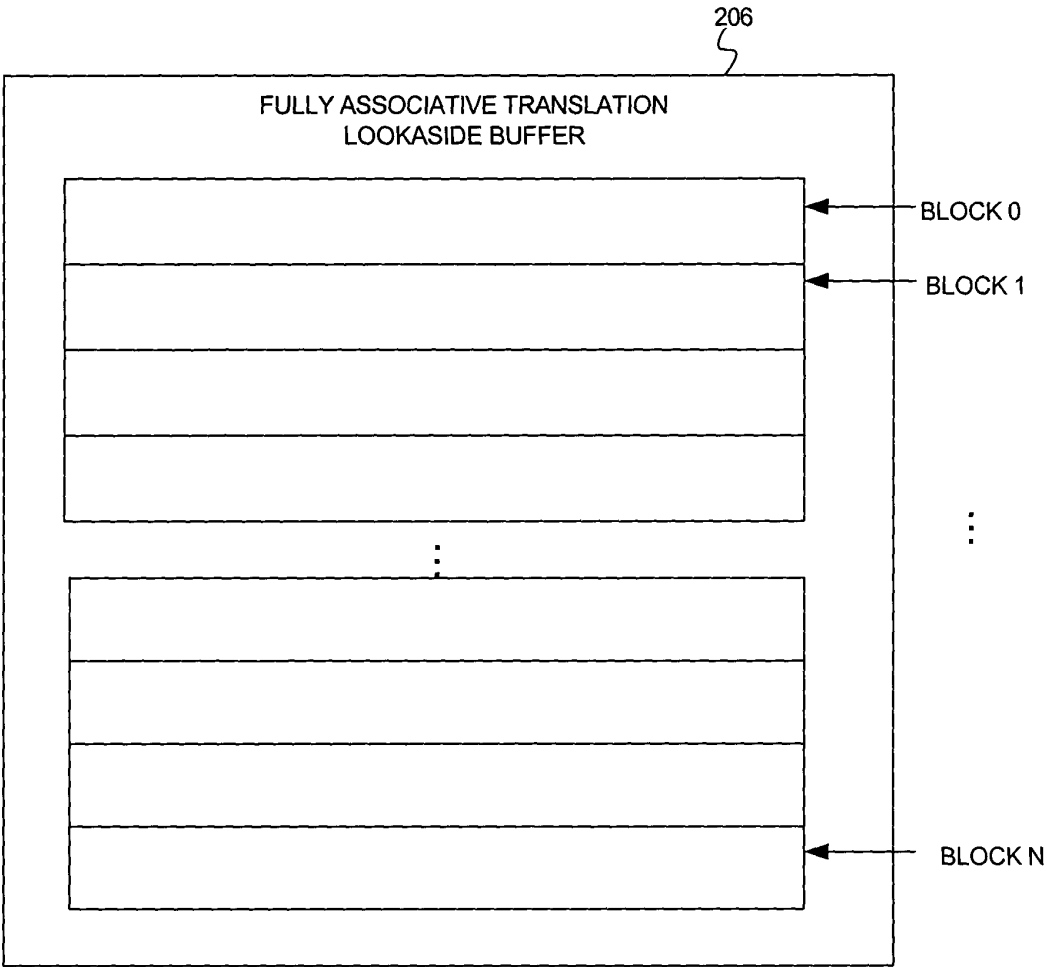 206
FULLY ASSOCIATIVE TRANSLATION
LOOKASIDE BUFFER
BLOCK 0
BLOCK 1
BLOCK N